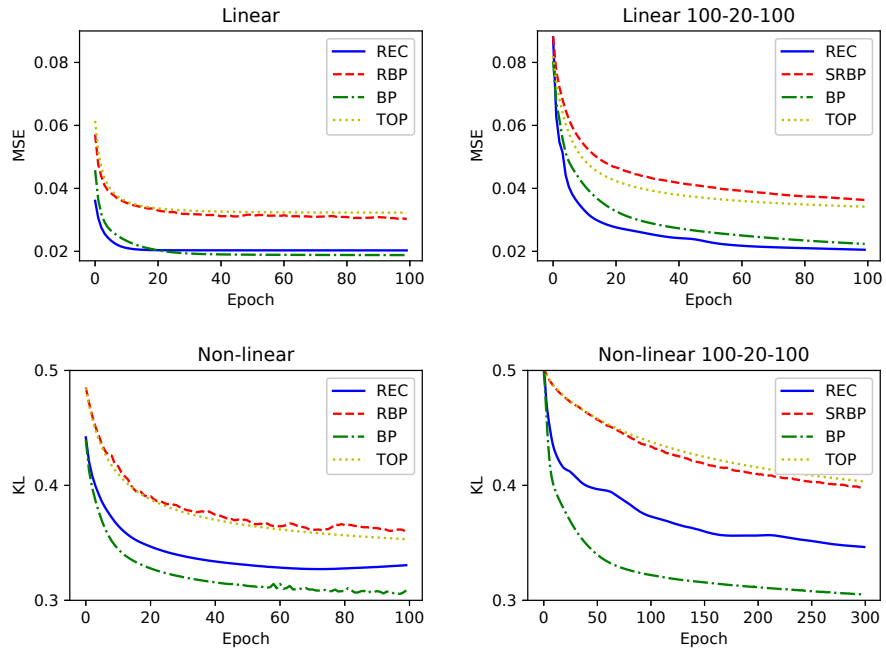 Linear
MSE
0.08
0.06
0.04
0.02
REC
RBP
BP
TOP
0 20 40 60 80 100
Epoch
Linear 100-20-100
MSE
0.08
0.06
0.04
0.02
REC
SRBP
BP
TOP
0 20 40 60 80 100
Epoch
Non-linear
KL
0.5
0.4
0.3
REC
RBP
BP
TOP
0 20 40 60 80 100
Epoch
Non-linear 100-20-100
KL
0.5
0.4
0.3
REC
SRBP
BP
TOP
0 50 100 150 200 250 300
Epoch